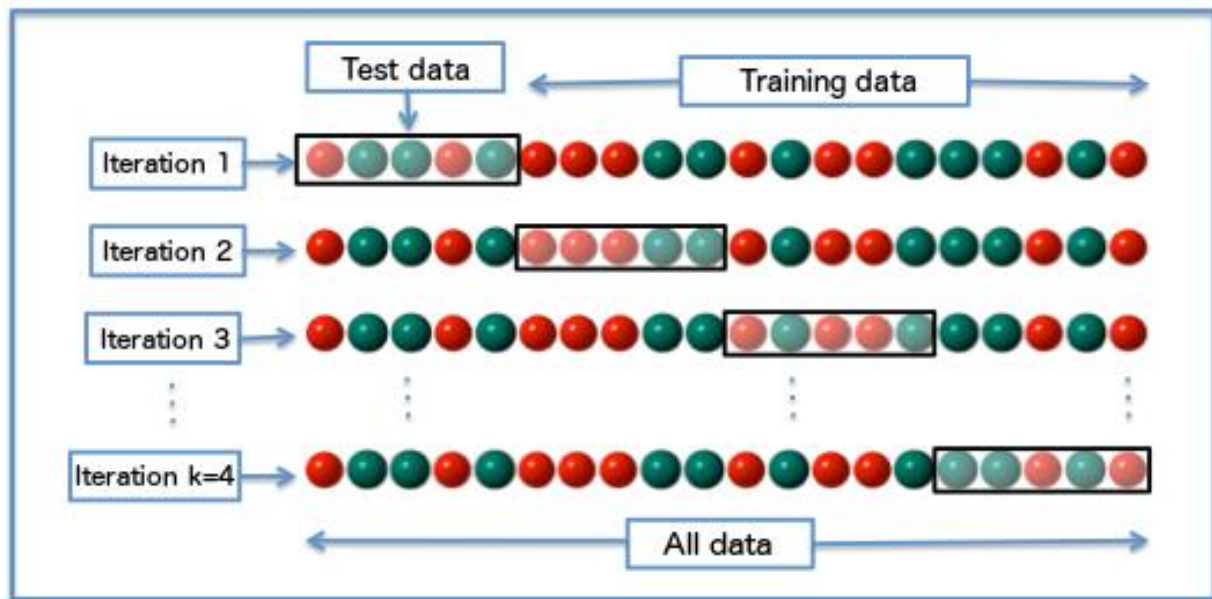 Test data
Training data
Iteration 1
Iteration 2
Iteration 3
Iteration k=4
All data